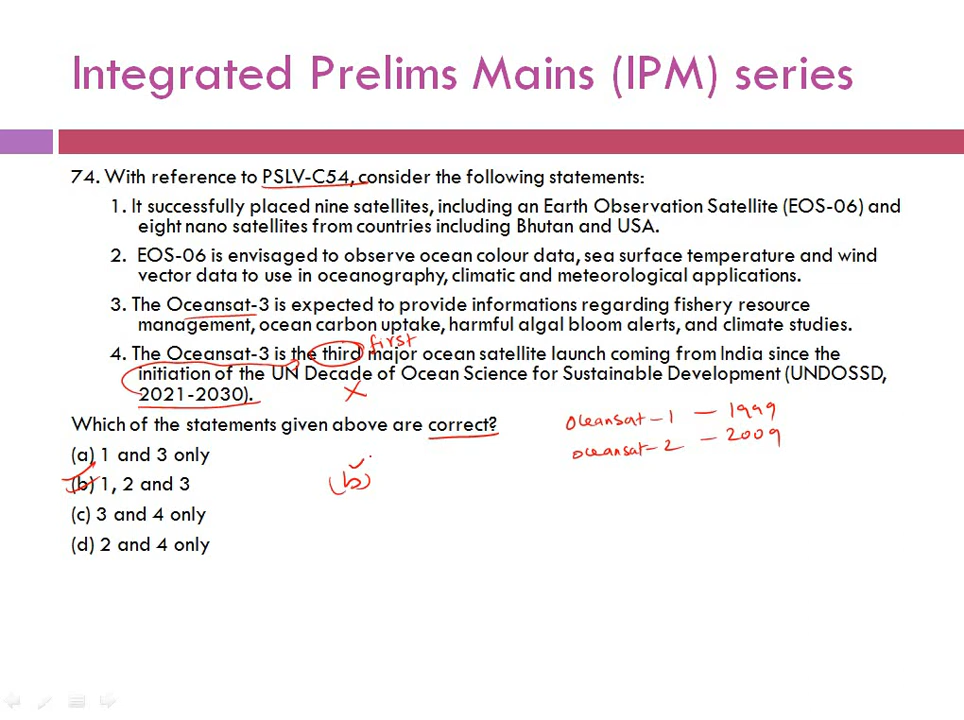 Integrated Prelims Mains (IPM) series
74. With reference to PSLV-C54, consider the following statements:
1. It successfully placed nine satellites, including an Earth Observation Satellite (EOS-06) and
eight nano satellites from countries including Bhutan and USA.
2. EOS-06 is envisaged to observe ocean colour data, sea surface temperature and wind
vector data to use in oceanography, climatic and meteorological applications.
3. The Oceansat-3 is expected to provide informations regarding fishery resource
management, ocean carbon uptake, harmful algal bloom alerts, and climate studies.
first
4. The Oceansat-3 is the third major ocean satellite launch coming from India since the
initiation of the UN Decade of Ocean Science for Sustainable Development (UNDOSSD,
2021-2030).
Which of the statements given above are correct?
oceansat-1 — 1999
oceansat-2 — 2009
(a) 1 and 3 only
(b) 1, 2 and 3
(b)
(c) 3 and 4 only
(d) 2 and 4 only